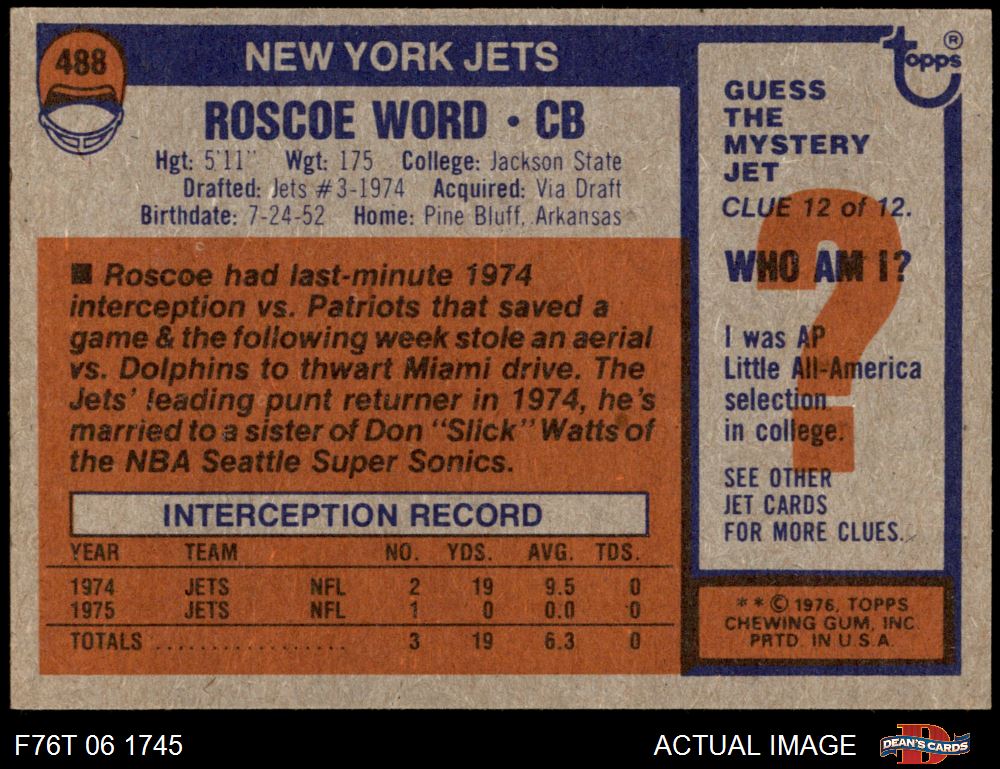 488
NEW YORK JETS
ROSCOE WORD • CB
Hgt: 5'11" Wgt: 175 College: Jackson State
Drafted: Jets #3-1974 Acquired: Via Draft
Birthdate: 7-24-52 Home: Pine Bluff, Arkansas
■ Roscoe had last-minute 1974
interception vs. Patriots that saved a
game & the following week stole an aerial
vs. Dolphins to thwart Miami drive. The
Jets' leading punt returner in 1974, he's
married to a sister of Don "Slick" Watts of
the NBA Seattle Super Sonics.
INTERCEPTION RECORD
YEAR TEAM NO. YDS. AVG. TDS.
1974 JETS NFL 2 19 9.5 0
1975 JETS NFL 1 0 0.0 0
TOTALS .................. 3 19 6.3 0
topps ®
GUESS
THE
MYSTERY
JET
CLUE 12 of 12.
?
WHO AM I?
I was AP
Little All-America
selection
in college.
SEE OTHER
JET CARDS
FOR MORE CLUES.
** © 1976, TOPPS
CHEWING GUM, INC.
PRTD. IN U.S.A.
F76T 06 1745
ACTUAL IMAGE
DEAN'S CARDS